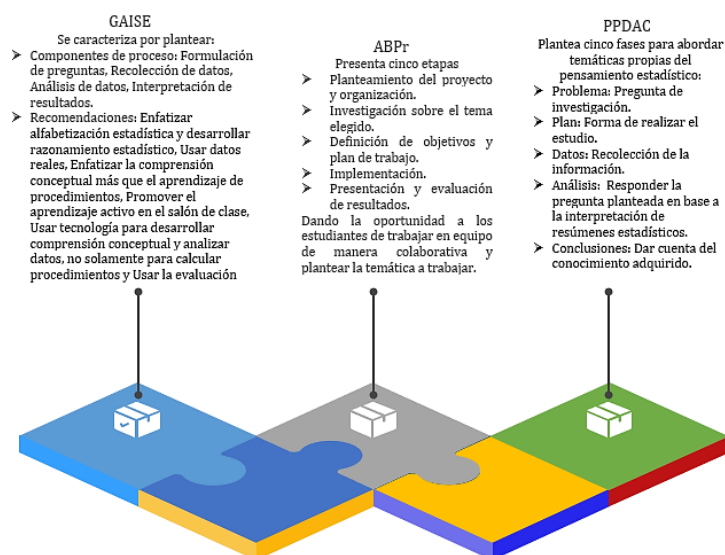 GAISE
Se caracteriza por plantear:
➤ Componentes de proceso: Formulación
de preguntas, Recolección de datos,
Análisis de datos, Interpretación de
resultados.
➤ Recomendaciones: Enfatizar
alfabetización estadística y desarrollar
razonamiento estadístico, Usar datos
reales, Enfatizar la comprensión
conceptual más que el aprendizaje de
procedimientos, Promover el
aprendizaje activo en el salón de clase,
Usar tecnología para desarrollar
comprensión conceptual y analizar
datos, no solamente para calcular
procedimientos y Usar la evaluación
ABPr
Presenta cinco etapas
➤ Planteamiento del proyecto
y organización.
➤ Investigación sobre el tema
elegido.
➤ Definición de objetivos y
plan de trabajo.
➤ Implementación.
➤ Presentación y evaluación
de resultados.
Dando la oportunidad a los
estudiantes de trabajar en equipo
de manera colaborativa y
plantear la temática a trabajar.
PPDAC
Plantea cinco fases para abordar
temáticas propias del
pensamiento estadístico:
➤ Problema: Pregunta de
investigación.
➤ Plan: Forma de realizar el
estudio.
➤ Datos: Recolección de la
información.
➤ Análisis: Responder la
pregunta planteada en base a
la interpretación de
resúmenes estadísticos.
➤ Conclusiones: Dar cuenta del
conocimiento adquirido.